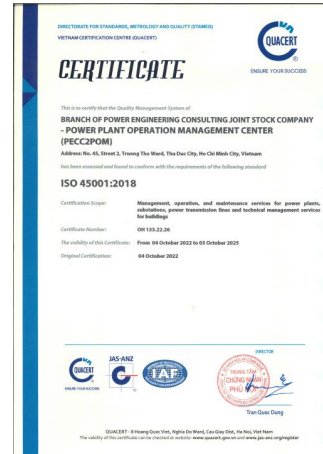 DIRECTORATE FOR STANDARDS, METROLOGY AND QUALITY (STAMEQ)
VIETNAM CERTIFICATION CENTRE (QUACERT)
QUACERT
ENSURE YOUR SUCCESS
CERTIFICATE
This is to certify that the Quality Management System of
BRANCH OF POWER ENGINEERING CONSULTING JOINT STOCK COMPANY
- POWER PLANT OPERATION MANAGEMENT CENTER
(PECC2POM)
Address: No. 45, Street 2, Truong Tho Ward, Thu Duc City, Ho Chi Minh City, Vietnam
has been assessed and found to conform with the requirements of the following standard
ISO 45001:2018
Certification Scope: Management, operation, and maintenance services for power plants,
substations, power transmission lines and technical management services
for buildings
Certificate Number: OH 133.22.26
The validity of this Certificate: From 04 October 2022 to 03 October 2025
Original Certification: 04 October 2022
DIRECTOR
QUACERT
ENSURE YOUR SUCCESS
JAS-ANZ
IAF
TRUNG TÂM
CHỨNG NHẬN
PHÙ HỢP
Tran Quoc Dung
QUACERT - 8 Hoang Quoc Viet, Nghia Do Ward, Cau Giay Dist, Ha Noi, Viet Nam
The validity of this certificate can be checked at website: www.quacert.gov.vn and www.jas-anz.org/register